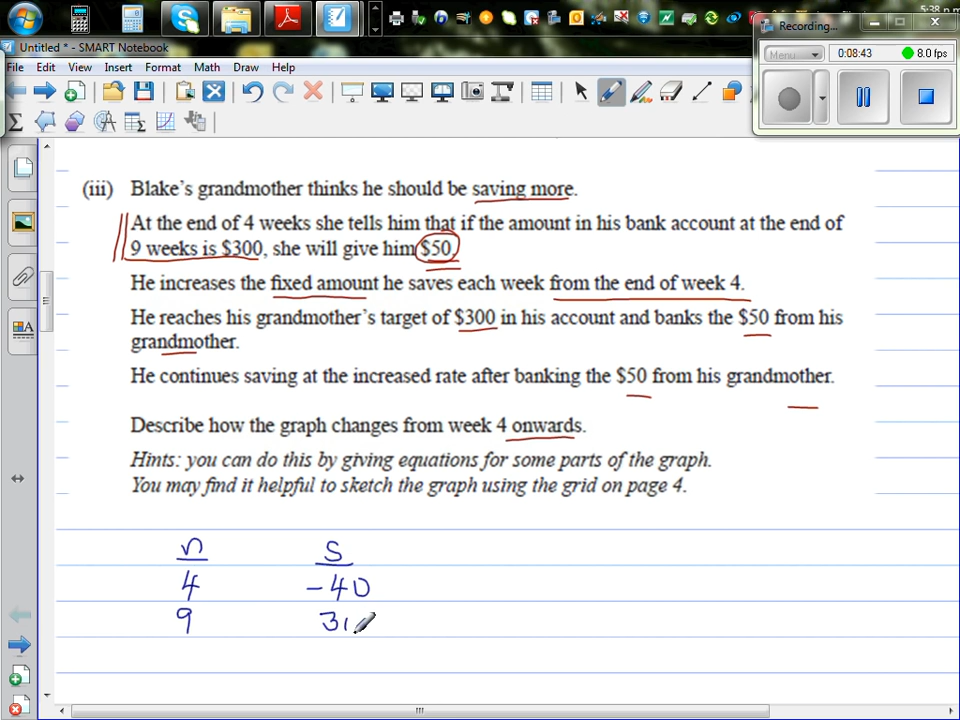 5:38 p.m.
Recording...
Untitled * - SMART Notebook
Menu
0:08:43
8.0 fps
File Edit View Insert Format Math Draw Help
(iii) Blake's grandmother thinks he should be saving more.
At the end of 4 weeks she tells him that if the amount in his bank account at the end of
9 weeks is $300, she will give him $50.
He increases the fixed amount he saves each week from the end of week 4.
He reaches his grandmother's target of $300 in his account and banks the $50 from his
grandmother.
He continues saving at the increased rate after banking the $50 from his grandmother.
Describe how the graph changes from week 4 onwards.
Hints: you can do this by giving equations for some parts of the graph.
You may find it helpful to sketch the graph using the grid on page 4.
n S
4 -40
9 31